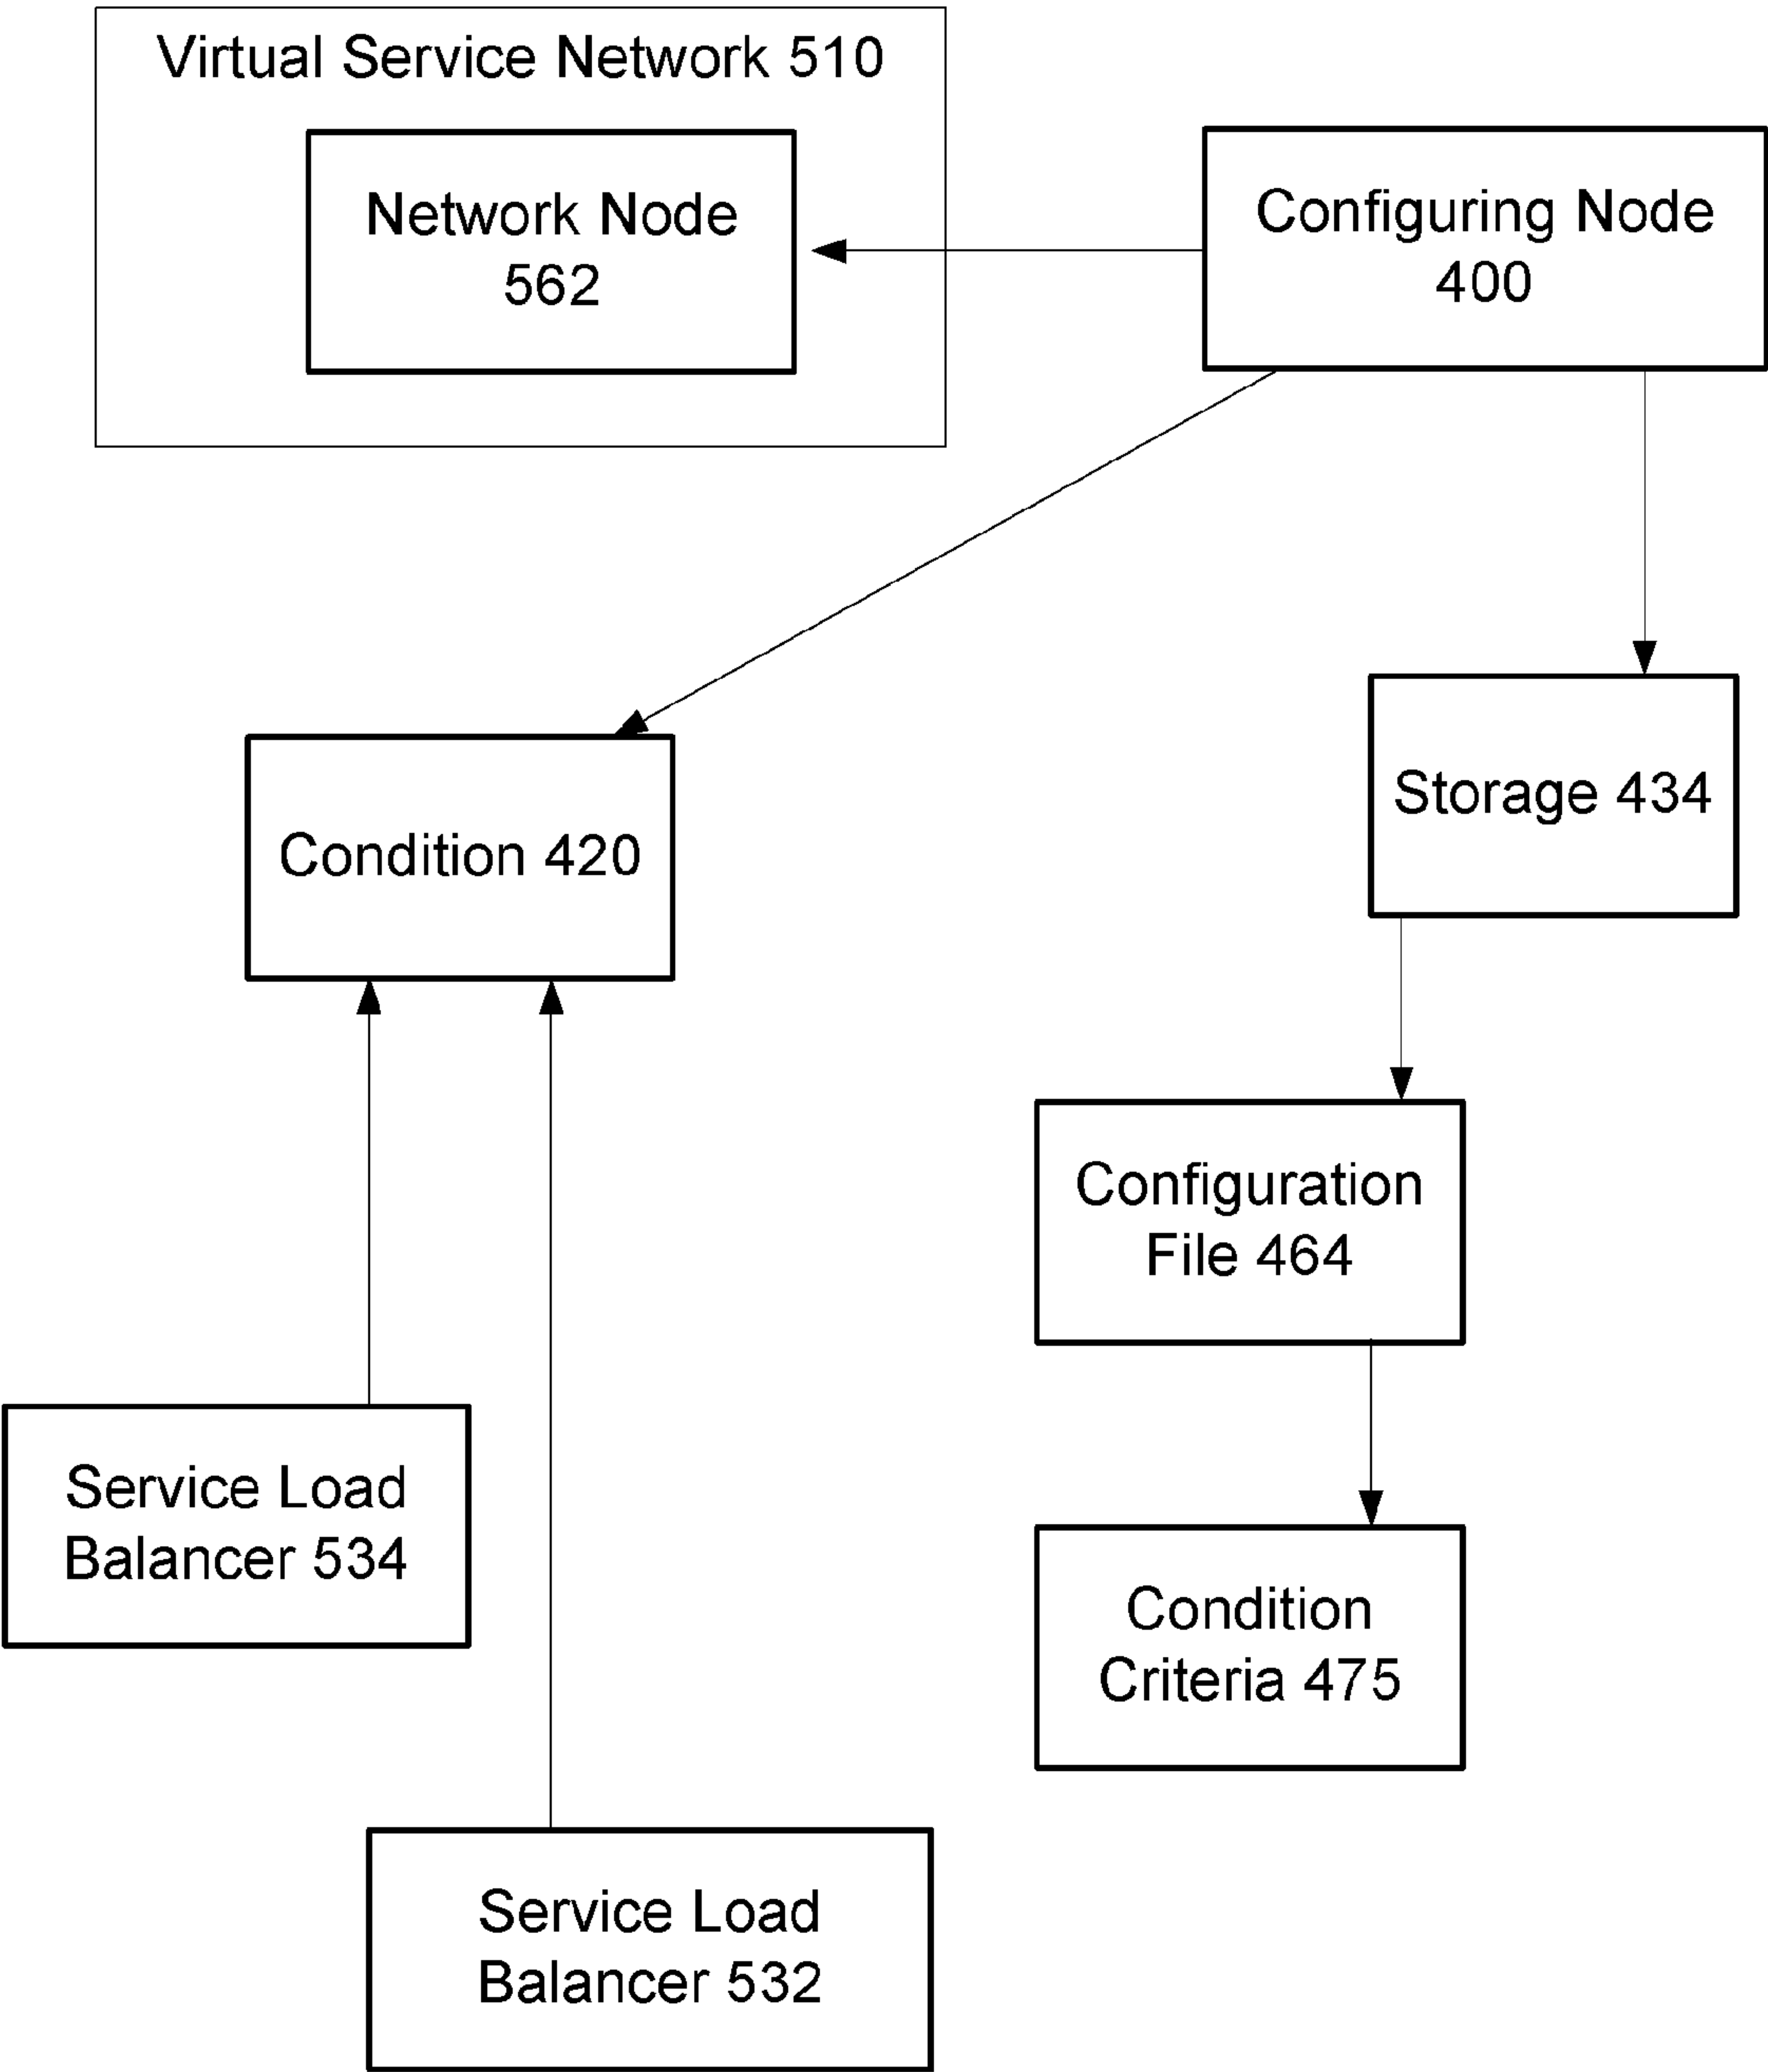 Virtual Service Network 510
Network Node
562
Configuring Node
400
Storage 434
Condition 420
Configuration
File 464
Service Load
Balancer 534
Condition
Criteria 475
Service Load
Balancer 532